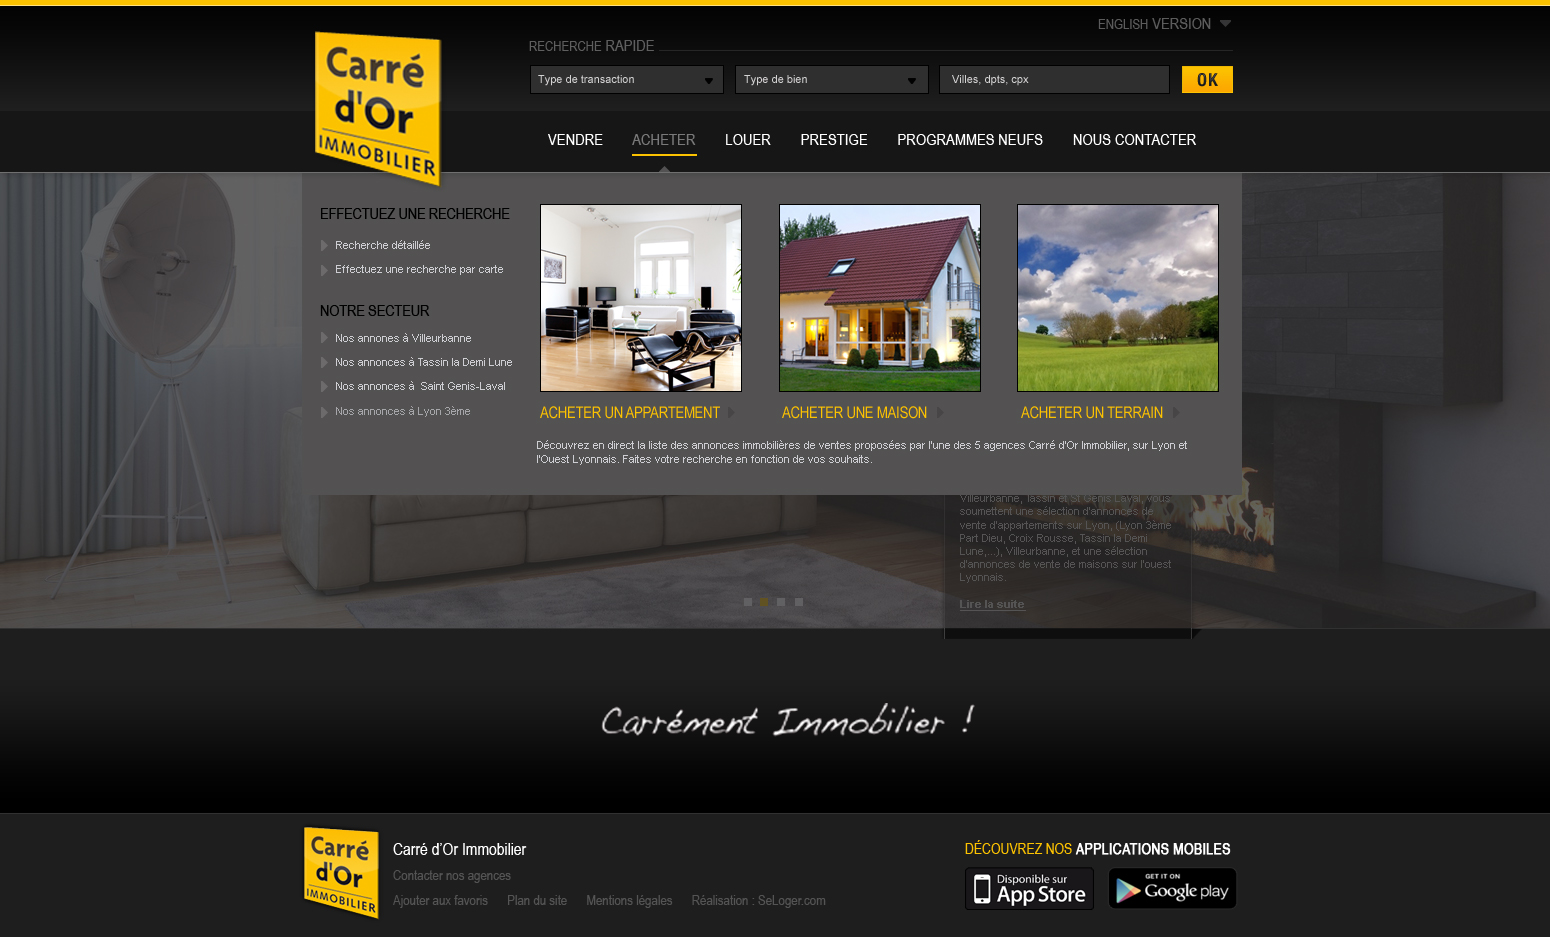 ENGLISH VERSION
RECHERCHE RAPIDE
Type de transaction
Type de bien
Villes, dpts, cpx
OK
Carré
d'Or
IMMOBILIER
VENDRE
ACHETER
LOUER
PRESTIGE
PROGRAMMES NEUFS
NOUS CONTACTER
EFFECTUEZ UNE RECHERCHE
Recherche détaillée
Effectuez une recherche par carte
NOTRE SECTEUR
Nos annones à Villeurbanne
Nos annonces à Tassin la Demi Lune
Nos annonces à Saint Genis-Laval
Nos annonces à Lyon 3ème
ACHETER UN APPARTEMENT
ACHETER UNE MAISON
ACHETER UN TERRAIN
Découvrez en direct la liste des annonces immobilières de ventes proposées par l'une des 5 agences Carré d'Or Immobilier, sur Lyon et
l'Ouest Lyonnais. Faites votre recherche en fonction de vos souhaits.
Villeurbanne, Tassin et St Genis Laval, vous
soumettent une sélection d'annonces de
vente d'appartements sur Lyon, (Lyon 3ème
Part Dieu, Croix Rousse, Tassin la Demi
Lune,...), Villeurbanne, et une sélection
d'annonces de vente de maisons sur l'ouest
Lyonnais.
Lire la suite
Carrément Immobilier !
Carré
d'Or
IMMOBILIER
Carré d'Or Immobilier
Contacter nos agences
Ajouter aux favoris
Plan du site
Mentions légales
Réalisation : SeLoger.com
DÉCOUVREZ NOS APPLICATIONS MOBILES
Disponible sur
App Store
GET IT ON
Google play